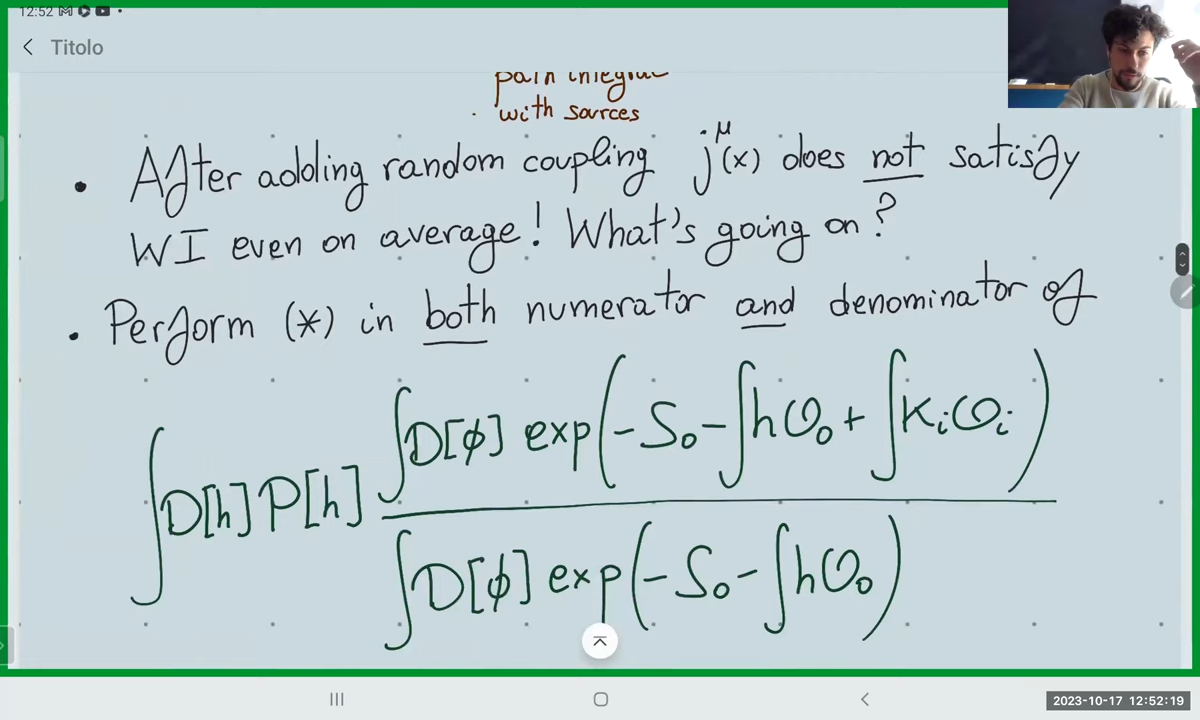 12:52
Titolo
path integral
with sources
• After adding random coupling j^μ(x) does not satisfy
WI even on average! What's going on?
• Perform (*) in both numerator and denominator of
∫D[h]P[h] ∫D[ϕ] exp(-S₀-∫hO₀+∫KᵢOᵢ)
∫D[ϕ] exp(-S₀-∫hO₀)
2023-10-17 12:52:19